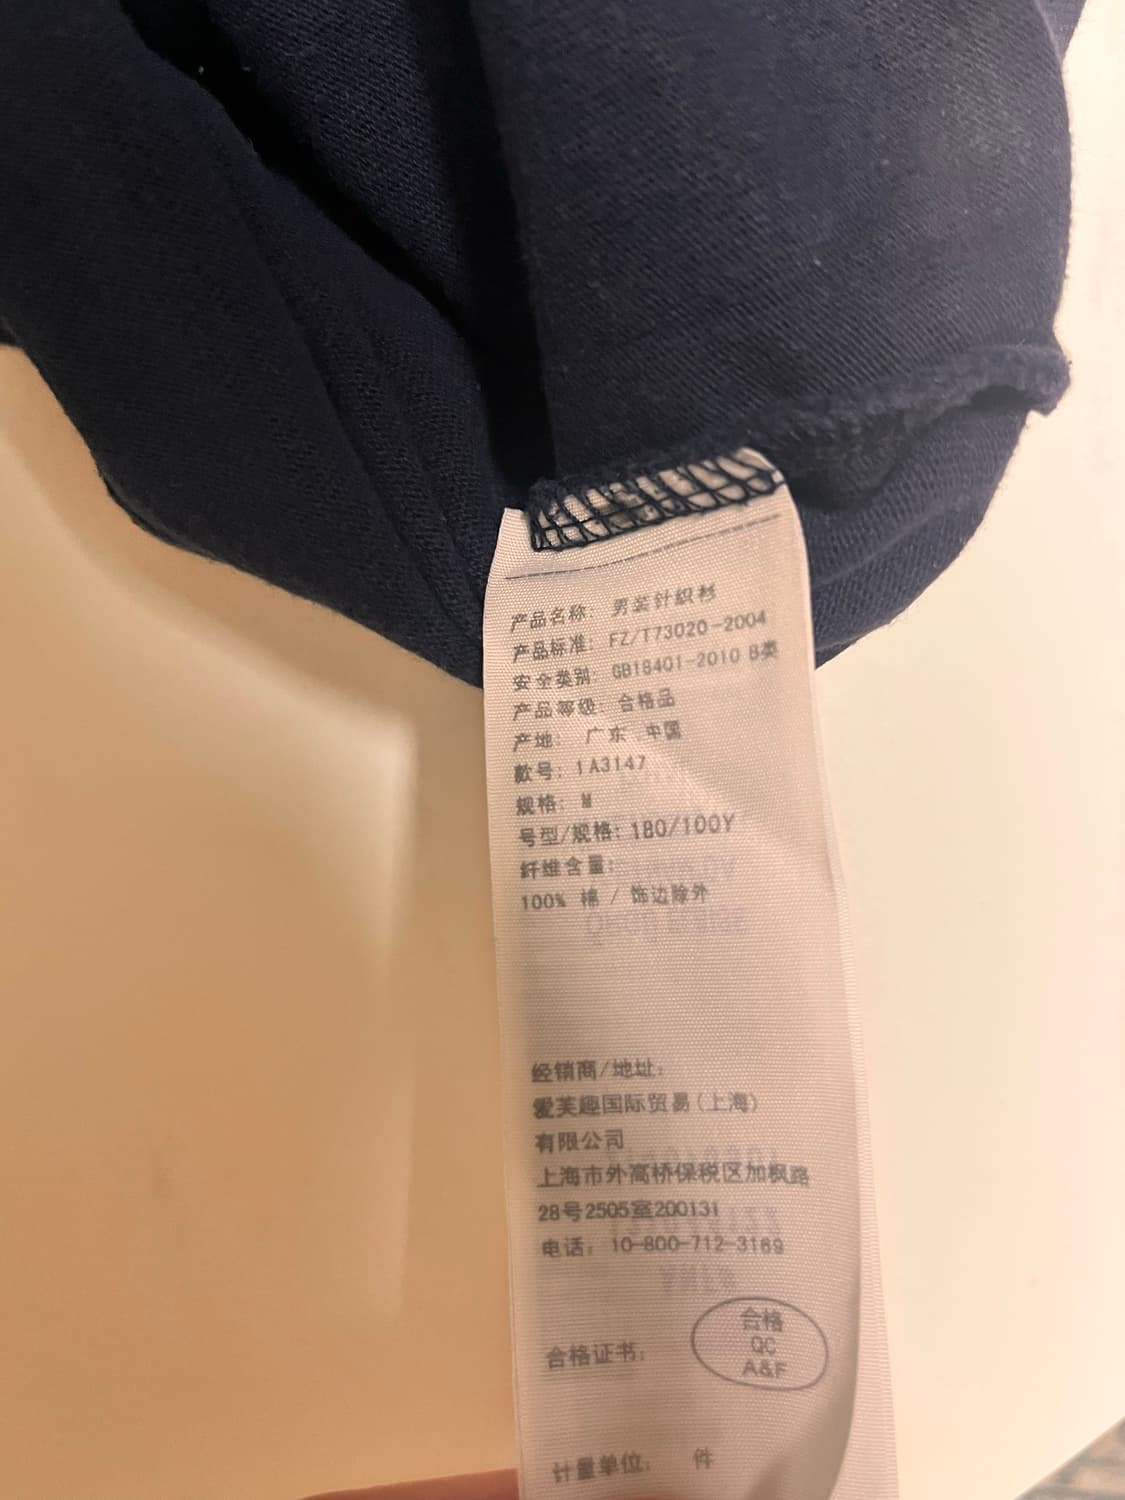 产品名称：男装针织衫
产品标准：FZ/T73020-2004
安全类别：GB18401-2010 B类
产品等级：合格品
产地：广东 中国
款号：1A3147
规格：M
号型/规格：180/100Y
纤维含量：
100% 棉 / 饰边除外
经销商/地址：
爱芙趣国际贸易(上海)
有限公司
上海市外高桥保税区加枫路
28号2505室200131
电话：10-800-712-3169
合格
QC
A&F
合格证书：
计量单位： 件